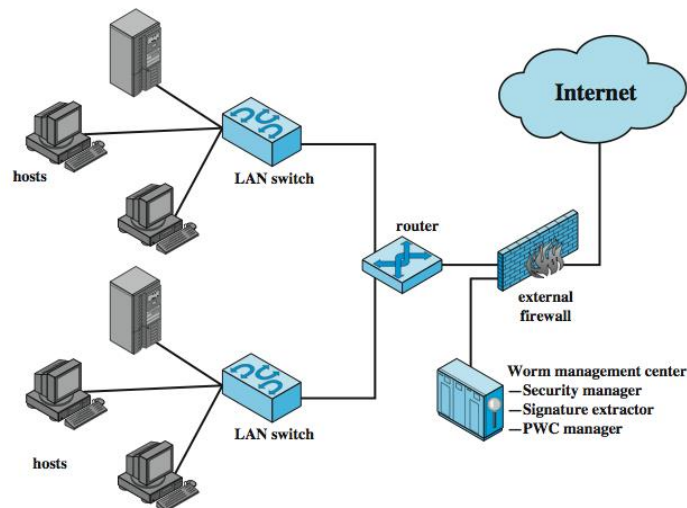 Internet
hosts
LAN switch
router
external
firewall
Worm management center
—Security manager
—Signature extractor
—PWC manager
LAN switch
hosts